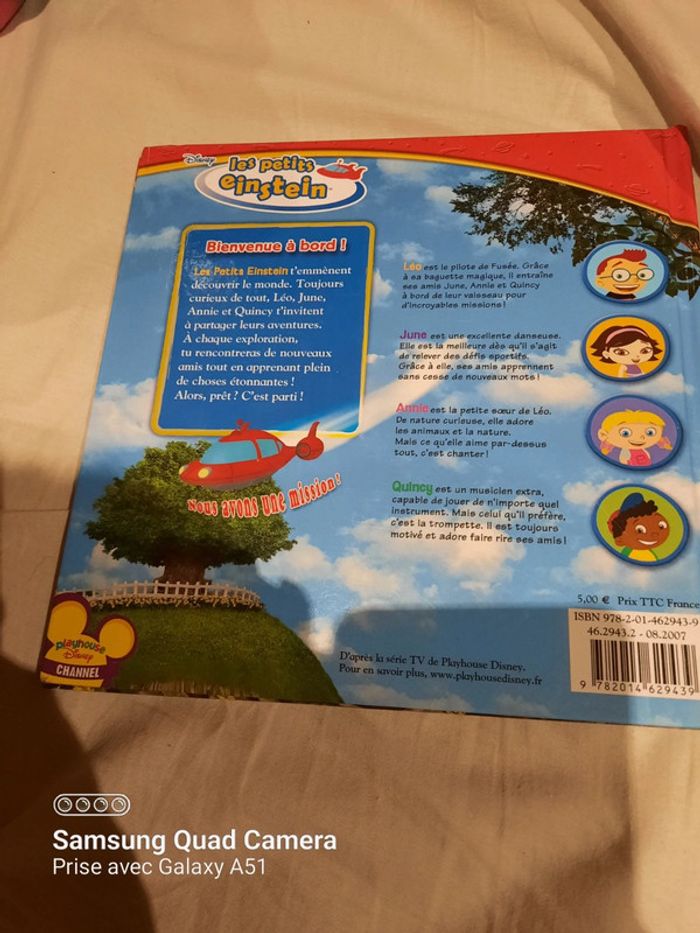 Disney
les petits
einstein
Bienvenue à bord !
Les Petits Einstein t'emmènent
découvrir le monde. Toujours
curieux de tout, Léo, June,
Annie et Quincy t'invitent
à partager leurs aventures.
À chaque exploration,
tu rencontreras de nouveaux
amis tout en apprenant plein
de choses étonnantes !
Alors, prêt ? C'est parti !
Nous avons une mission !
Léo est le pilote de Fusée. Grâce
à sa baguette magique, il entraîne
ses amis June, Annie et Quincy
à bord de leur vaisseau pour
d'incroyables missions !
June est une excellente danseuse.
Elle est la meilleure dès qu'il s'agit
de relever des défis sportifs.
Grâce à elle, ses amis apprennent
sans cesse de nouveaux mots !
Annie est la petite sœur de Léo.
De nature curieuse, elle adore
les animaux et la nature.
Mais ce qu'elle aime par-dessus
tout, c'est chanter !
Quincy est un musicien extra,
capable de jouer de n'importe quel
instrument. Mais celui qu'il préfère,
c'est la trompette. Il est toujours
motivé et adore faire rire ses amis !
playhouse
Disney
CHANNEL
D'après la série TV de Playhouse Disney.
Pour en savoir plus, www.playhousedisney.fr
5,00 € Prix TTC France
ISBN 978-2-01-462943-9
46.2943.2 - 08.2007
9 782014 629439
Samsung Quad Camera
Prise avec Galaxy A51